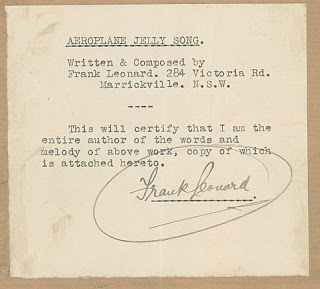 AEROPLANE JELLY SONG.
Written & Composed by
Frank Leonard. 284 Victoria Rd.
Marrickville. N.S.W.
----
This will certify that I am the
entire author of the words and
melody of above work, copy of which
is attached hereto.
Frank Leonard